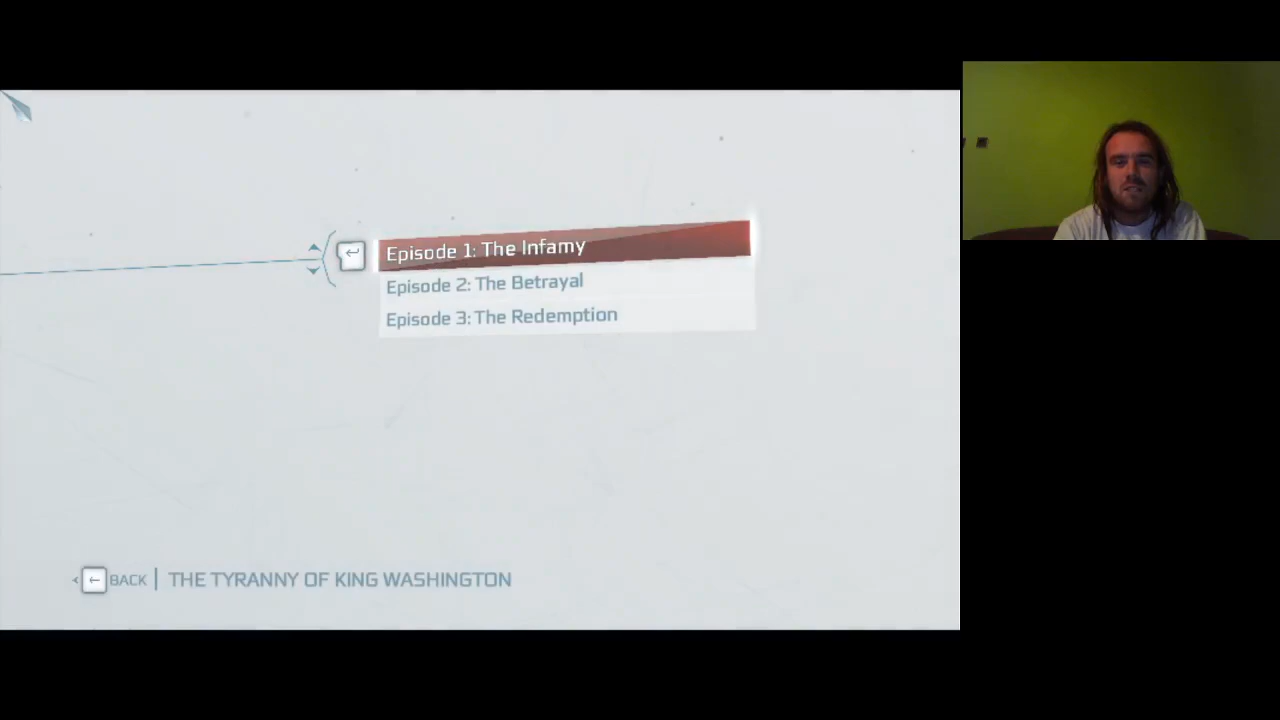 Episode 1: The Infamy
Episode 2: The Betrayal
Episode 3: The Redemption
BACK | THE TYRANNY OF KING WASHINGTON